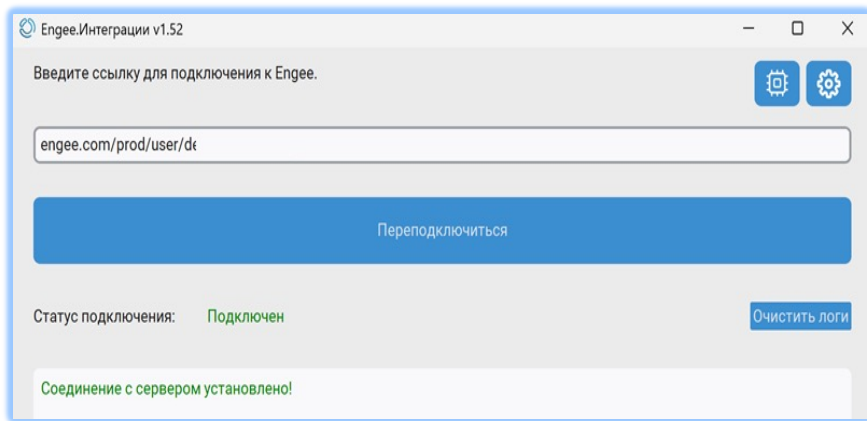 Engee.Интеграции v1.52
Введите ссылку для подключения к Engee.
engee.com/prod/user/de
Переподключиться
Статус подключения: Подключен
Очистить логи
Соединение с сервером установлено!